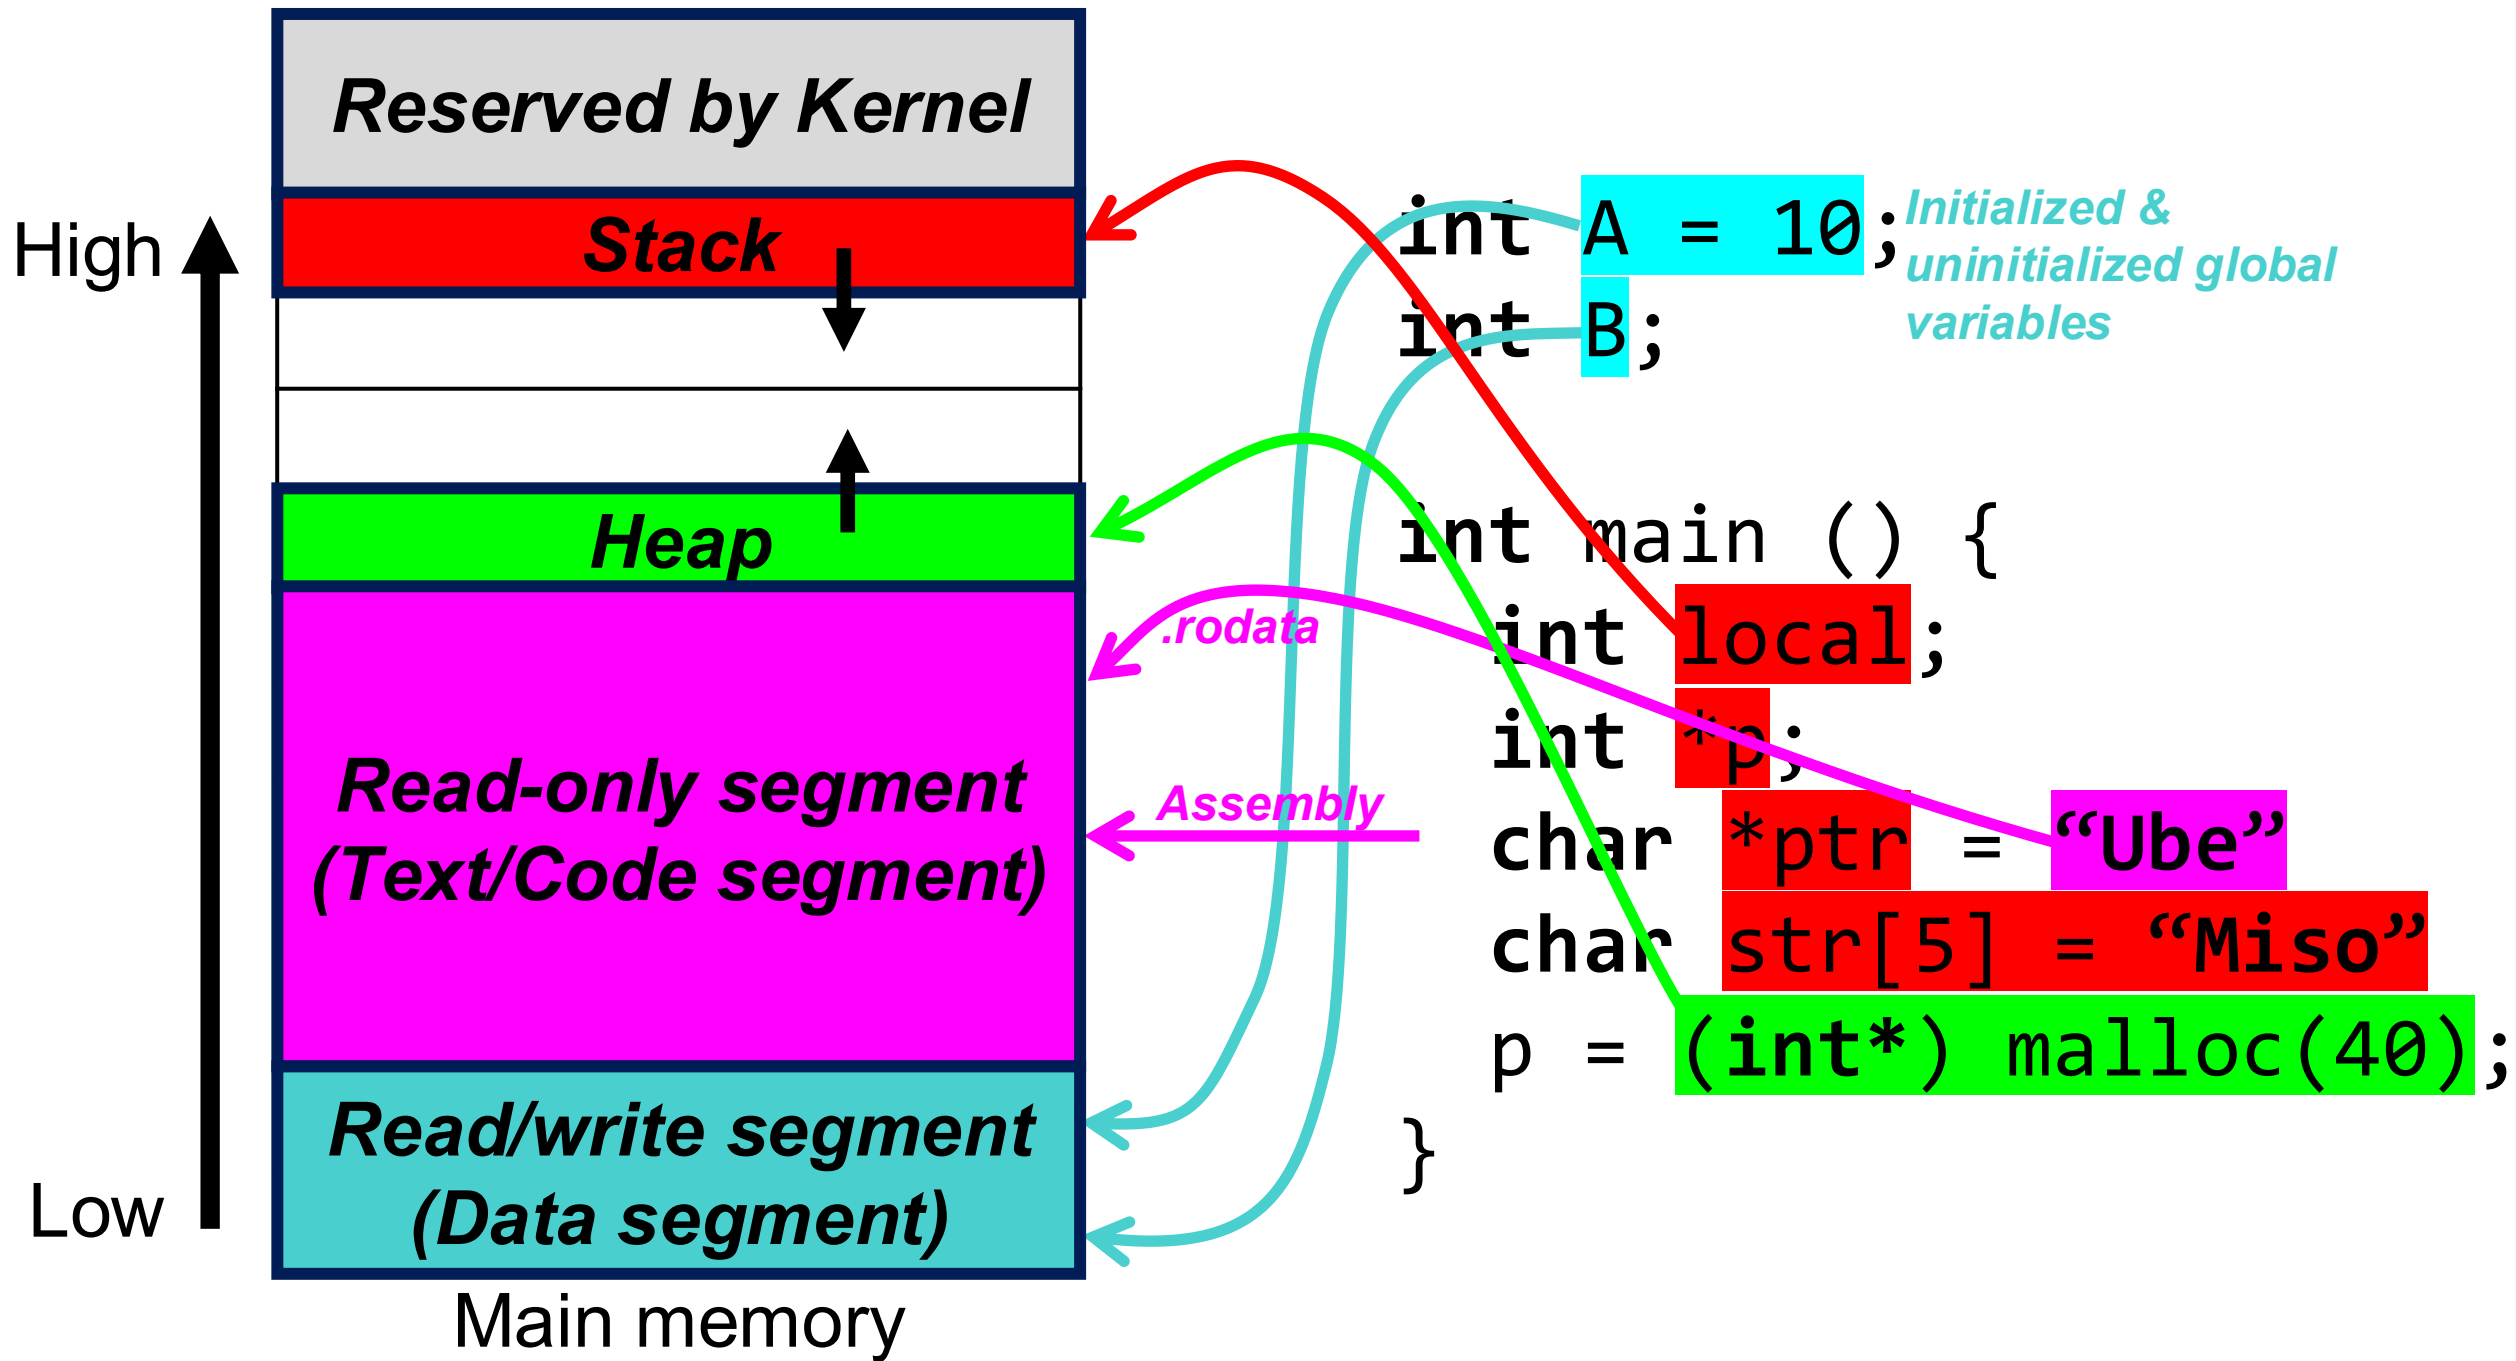 Reserved by Kernel
High
Stack
Heap
Read-only segment
(Text/Code segment)
Read/write segment
(Data segment)
Low
Main memory
.rodata
Assembly
int A = 10;
int B;
Initialized &
uninitialized global
variables
int main () {
int local;
int *p;
char *ptr = “Ube”
char str[5] = “Miso”
p = (int*) malloc(40);
}